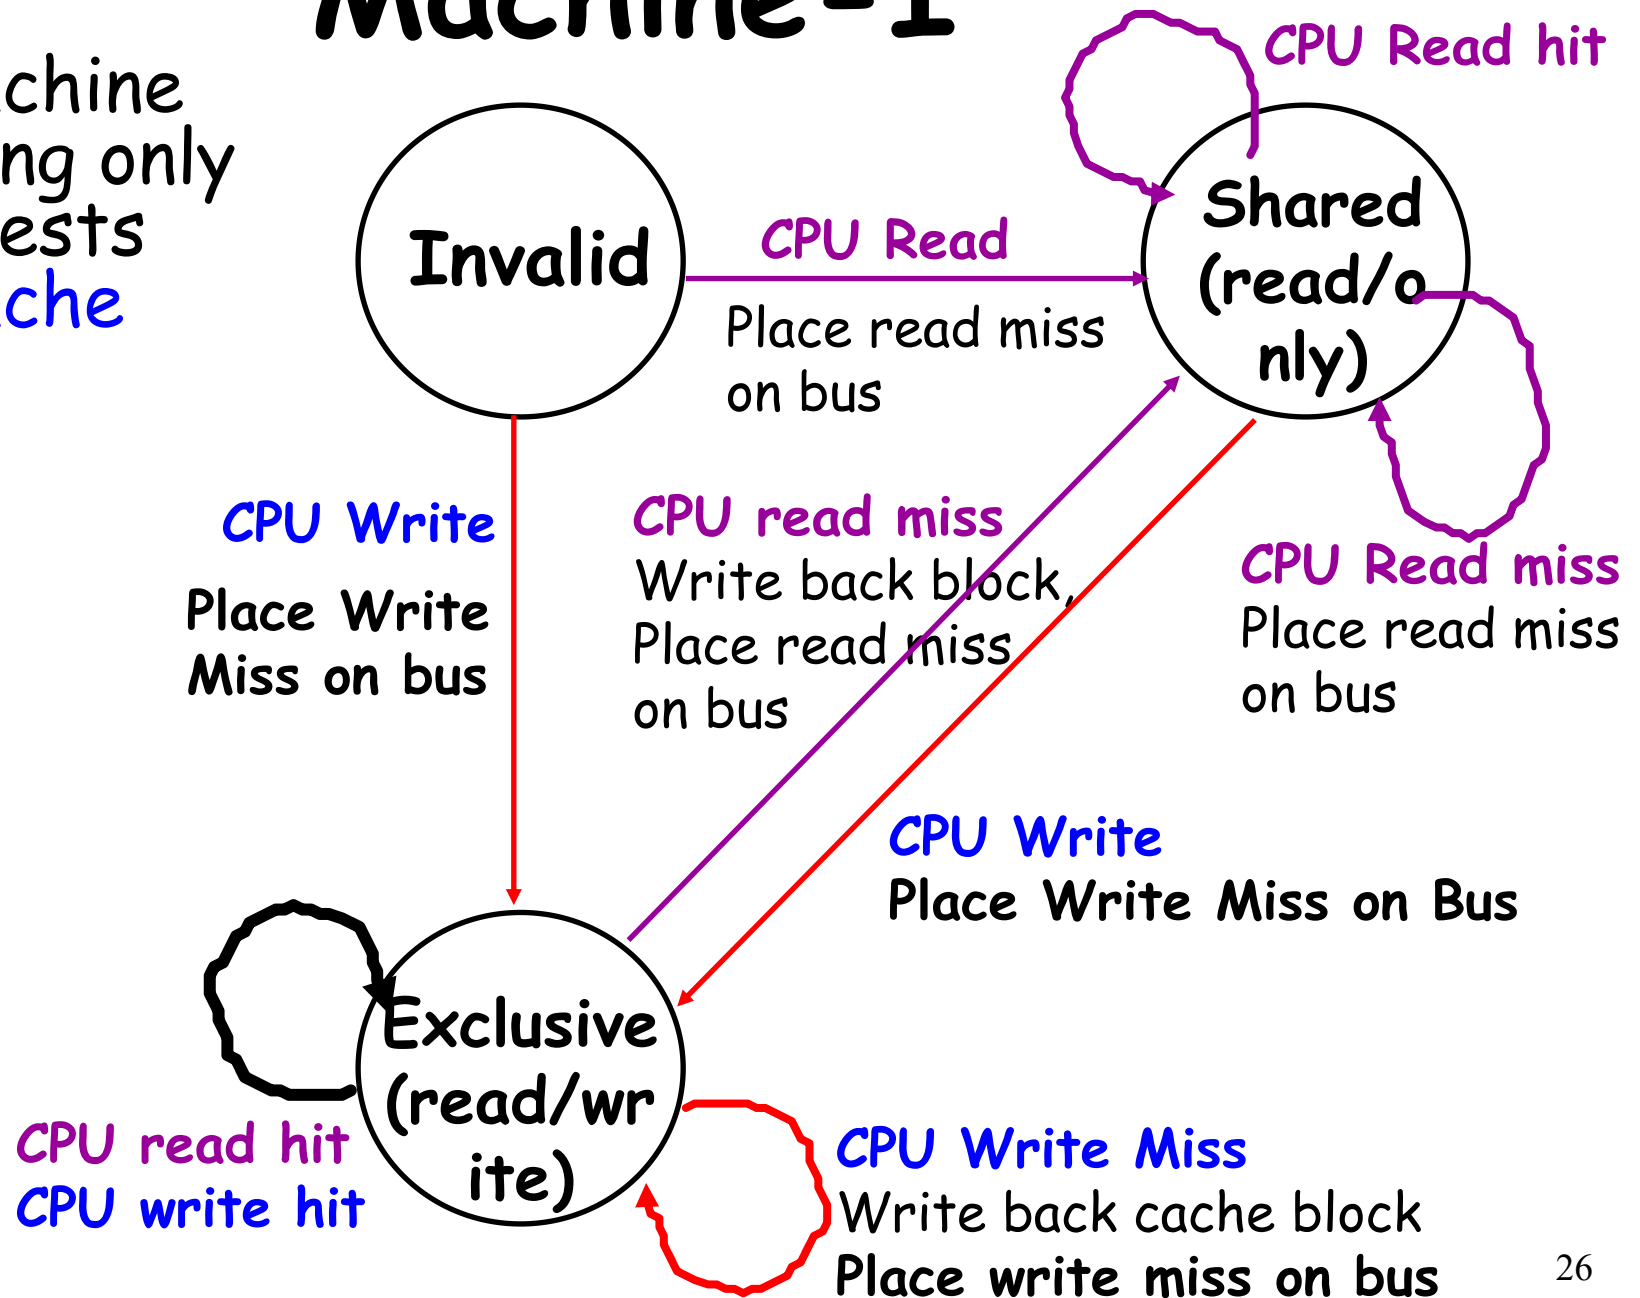 Machine-I
chine
ng only
ests
che
CPU Read hit
Invalid
CPU Read
Place read miss
on bus
Shared
(read/o
nly)
CPU Write
Place Write
Miss on bus
CPU read miss
Write back block,
Place read miss
on bus
CPU Read miss
Place read miss
on bus
CPU Write
Place Write Miss on Bus
Exclusive
(read/wr
ite)
CPU read hit
CPU write hit
CPU Write Miss
Write back cache block
Place write miss on bus
26